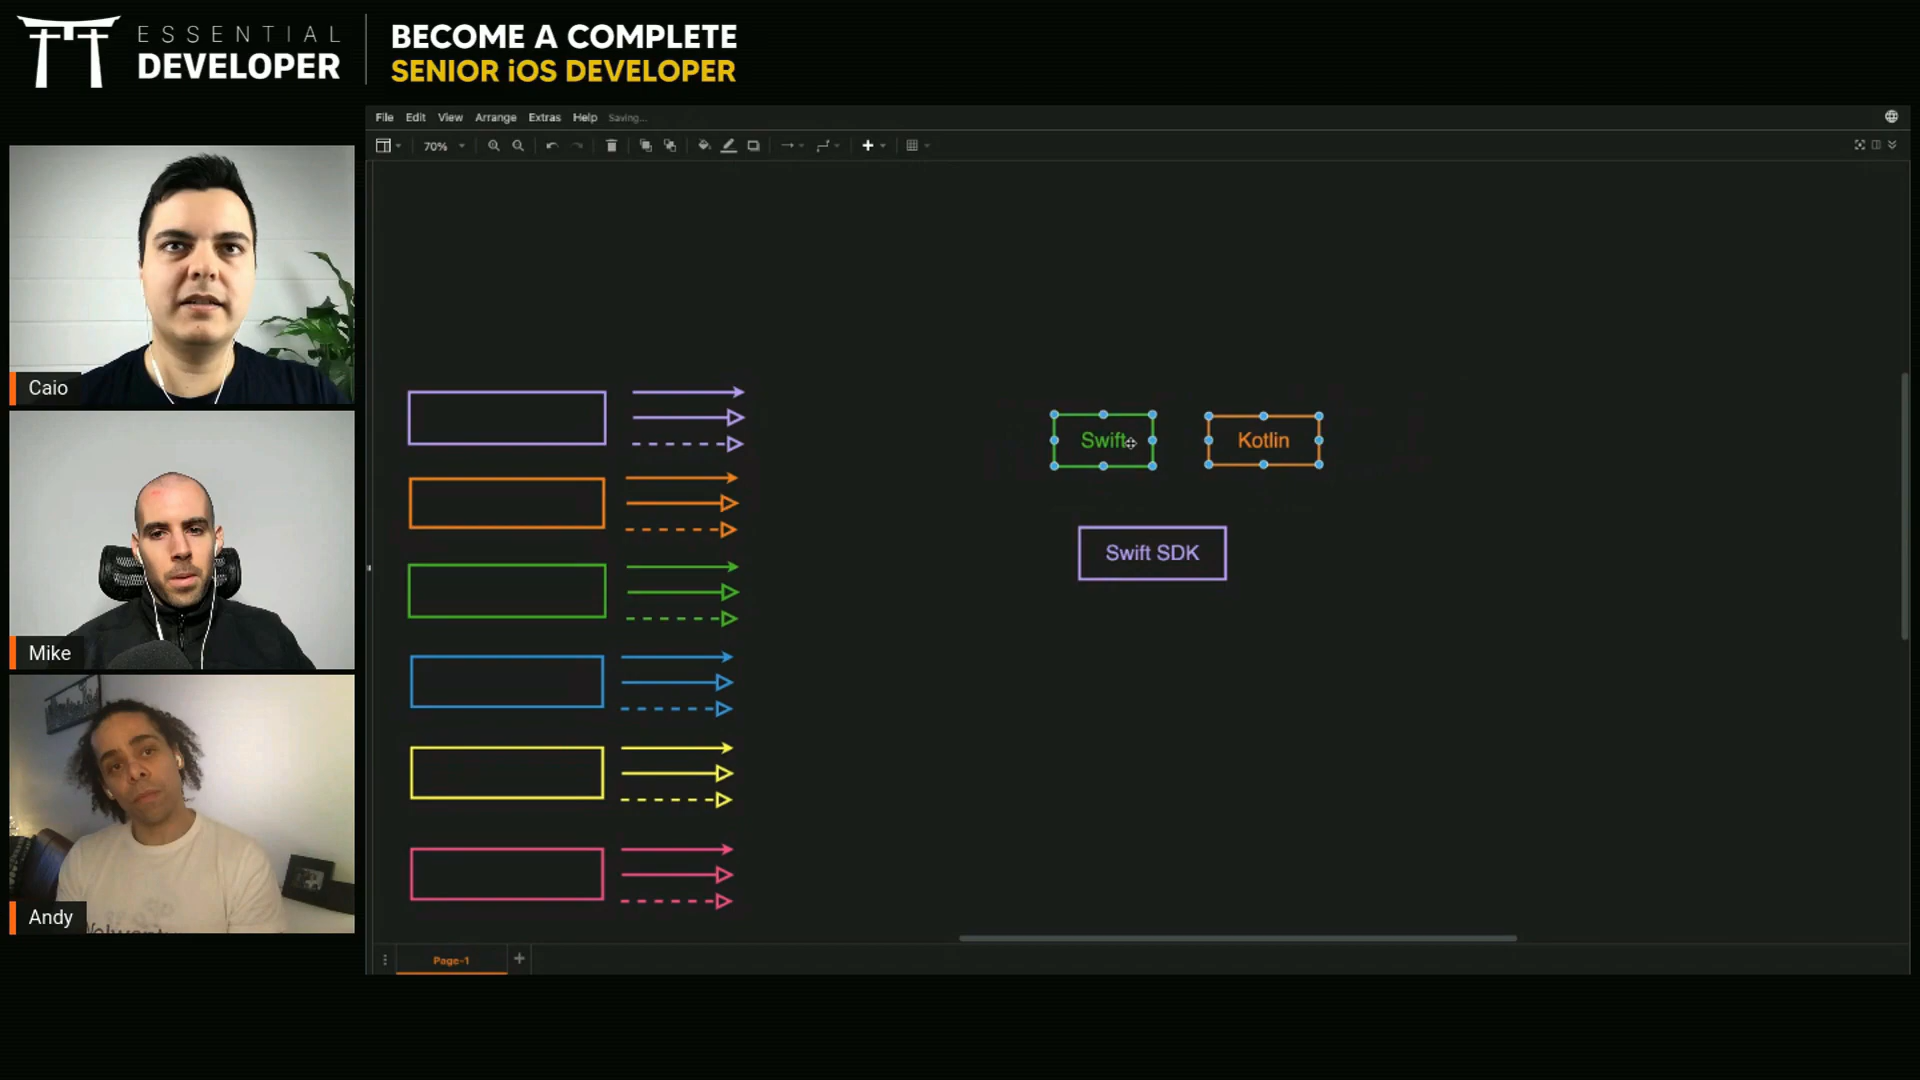 ESSENTIAL
DEVELOPER
BECOME A COMPLETE
SENIOR iOS DEVELOPER
File Edit View Arrange Extras Help Saving...
70%
Caio
Swift
Kotlin
Swift SDK
Mike
Andy
Page-1